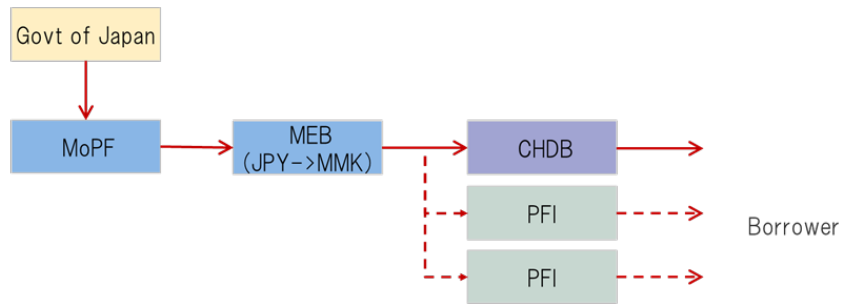 Govt of Japan
MoPF
MEB
(JPY->MMK)
CHDB
PFI
PFI
Borrower